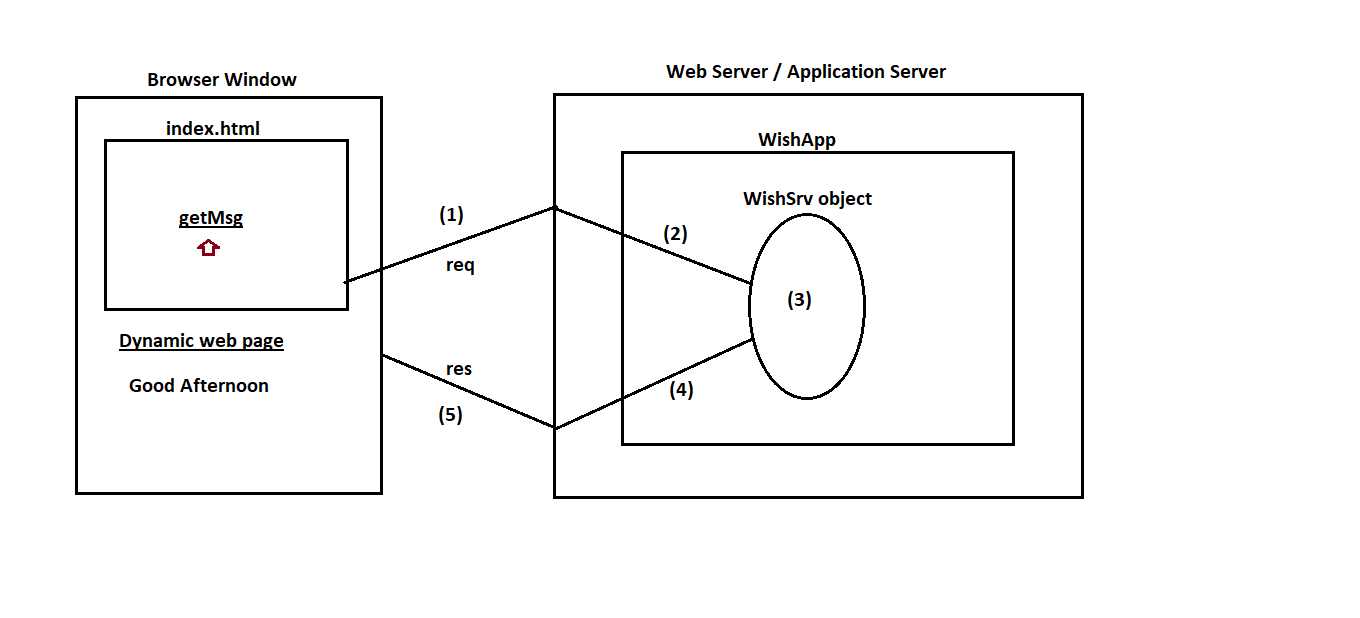 Browser Window
index.html
getMsg
Dynamic web page
Good Afternoon
(1)
req
res
(5)
Web Server / Application Server
WishApp
WishSrv object
(2)
(3)
(4)